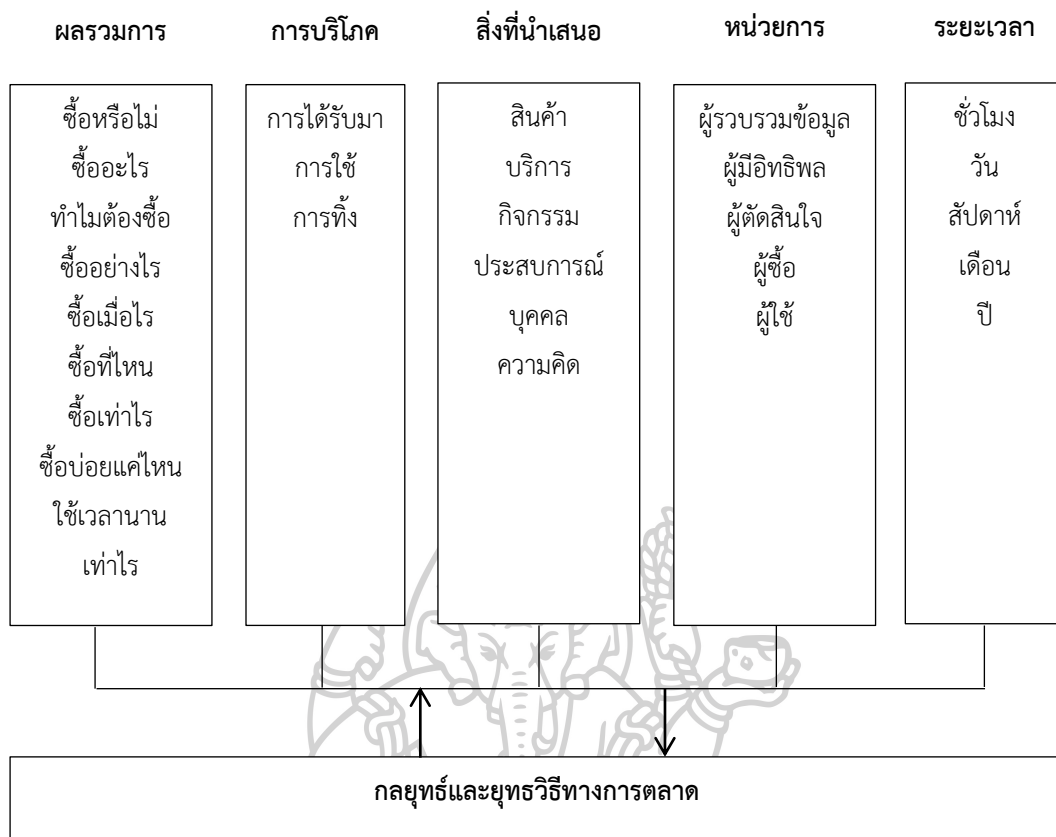 ผลรวมการ
การบริโภค
สิ่งที่นำเสนอ
หน่วยการ
ระยะเวลา
ซื้อหรือไม่
ซื้ออะไร
ทำไมต้องซื้อ
ซื้ออย่างไร
ซื้อเมื่อไร
ซื้อที่ไหน
ซื้อเท่าไร
ซื้อบ่อยแค่ไหน
ใช้เวลานาน
เท่าไร
การได้รับมา
การใช้
การทิ้ง
สินค้า
บริการ
กิจกรรม
ประสบการณ์
บุคคล
ความคิด
ผู้รวบรวมข้อมูล
ผู้มีอิทธิพล
ผู้ตัดสินใจ
ผู้ซื้อ
ผู้ใช้
ชั่วโมง
วัน
สัปดาห์
เดือน
ปี
กลยุทธ์และยุทธวิธีทางการตลาด